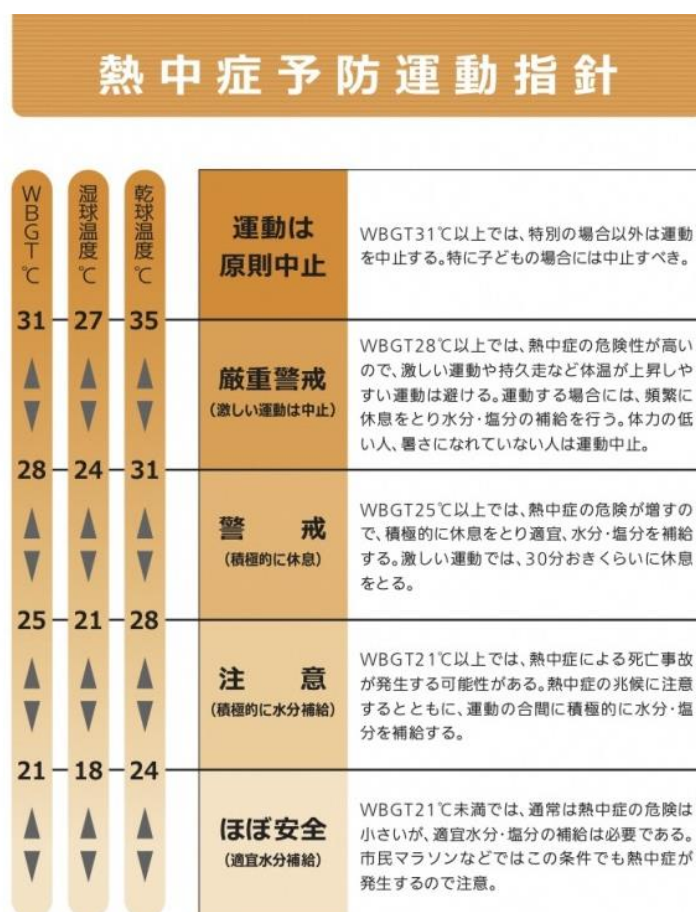 熱中症予防運動指針
WBGT℃
湿球温度℃
乾球温度℃
運動は
原則中止
WBGT31℃以上では、特別の場合以外は運動
を中止する。特に子どもの場合には中止すべき。
31 27 35
厳重警戒
(激しい運動は中止)
WBGT28℃以上では、熱中症の危険性が高い
ので、激しい運動や持久走など体温が上昇しや
すい運動は避ける。運動する場合には、頻繁に
休息をとり水分・塩分の補給を行う。体力の低
い人、暑さになれていない人は運動中止。
28 24 31
警戒
(積極的に休息)
WBGT25℃以上では、熱中症の危険が増すの
で、積極的に休息をとり適宜、水分・塩分を補給
する。激しい運動では、30分おきくらいに休息
をとる。
25 21 28
注意
(積極的に水分補給)
WBGT21℃以上では、熱中症による死亡事故
が発生する可能性がある。熱中症の兆候に注意
するとともに、運動の合間に積極的に水分・塩
分を補給する。
21 18 24
ほぼ安全
(適宜水分補給)
WBGT21℃未満では、通常は熱中症の危険は
小さいが、適宜水分・塩分の補給は必要である。
市民マラソンなどではこの条件でも熱中症が
発生するので注意。